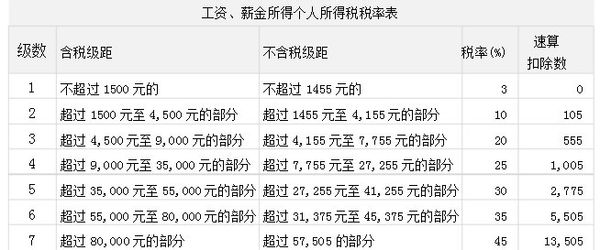 工资、薪金所得个人所得税税率表
级数 含税级距 不含税级距 税率(%) 速算扣除数
1 不超过1500元的 不超过1455元的 3 0
2 超过1500元至4,500元的部分 超过1455元至4,155元的部分 10 105
3 超过4,500元至9,000元的部分 超过4,155元至7,755元的部分 20 555
4 超过9,000元至35,000元的部分 超过7,755元至27,255元的部分 25 1,005
5 超过35,000元至55,000元的部分 超过27,255元至41,255元的部分 30 2,775
6 超过55,000元至80,000元的部分 超过31,375元至45,375元的部分 35 5,505
7 超过80,000元的部分 超过57,505的部分 45 13,505